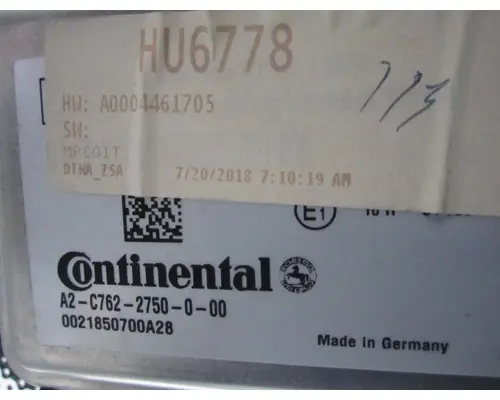 HU6778
HW: A0004461705
SW:
MPC01T
DTNA_ZSA 7/20/2018 7:10:19 AM
E1
Continental
A2-C762-2750-0-00
0021850700A28
Made in Germany